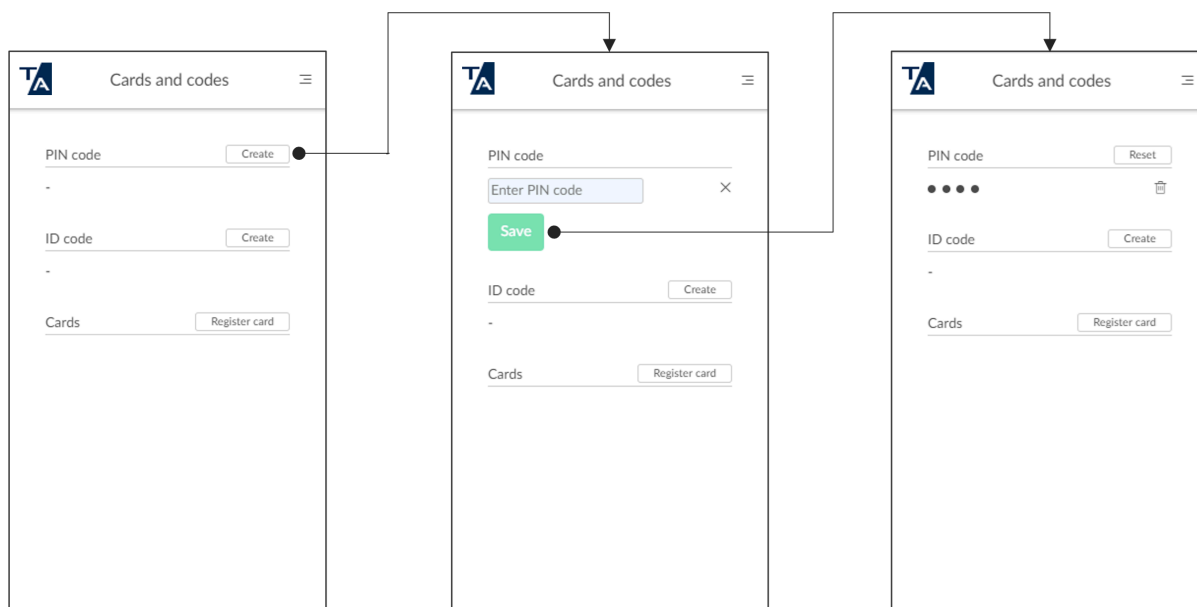 TA Cards and codes
PIN code Create
-
ID code Create
-
Cards Register card
TA Cards and codes
PIN code
Enter PIN code
Save
ID code Create
-
Cards Register card
TA Cards and codes
PIN code Reset
ID code Create
-
Cards Register card